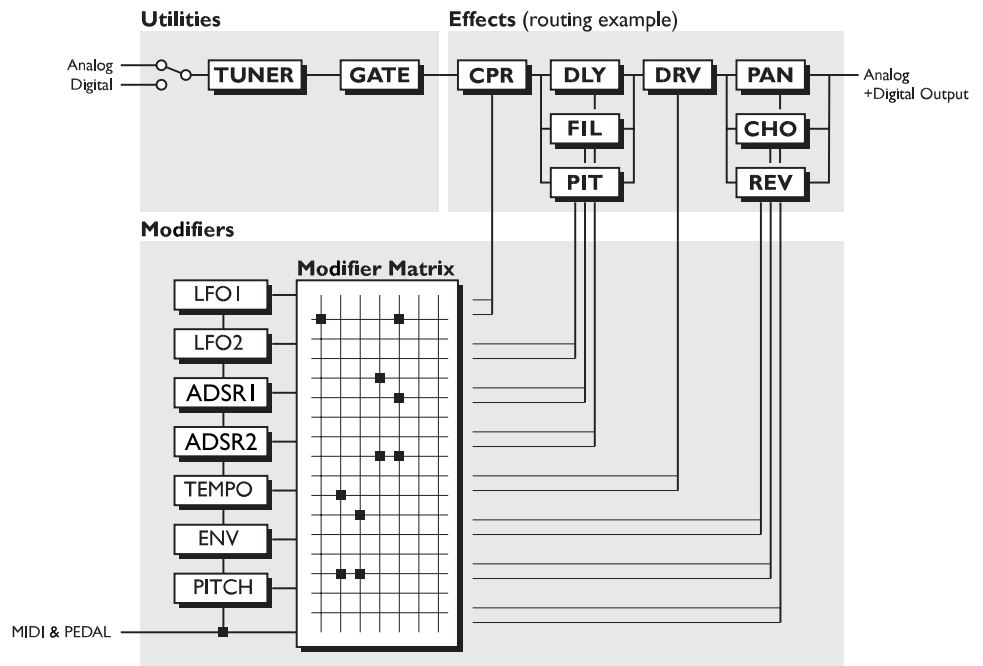 Utilities
Effects (routing example)
Analog
Digital
TUNER
GATE
CPR
DLY
DRV
PAN
Analog
+Digital Output
FIL
CHO
PIT
REV
Modifiers
Modifier Matrix
LFO1
LFO2
ADSR1
ADSR2
TEMPO
ENV
PITCH
MIDI & PEDAL